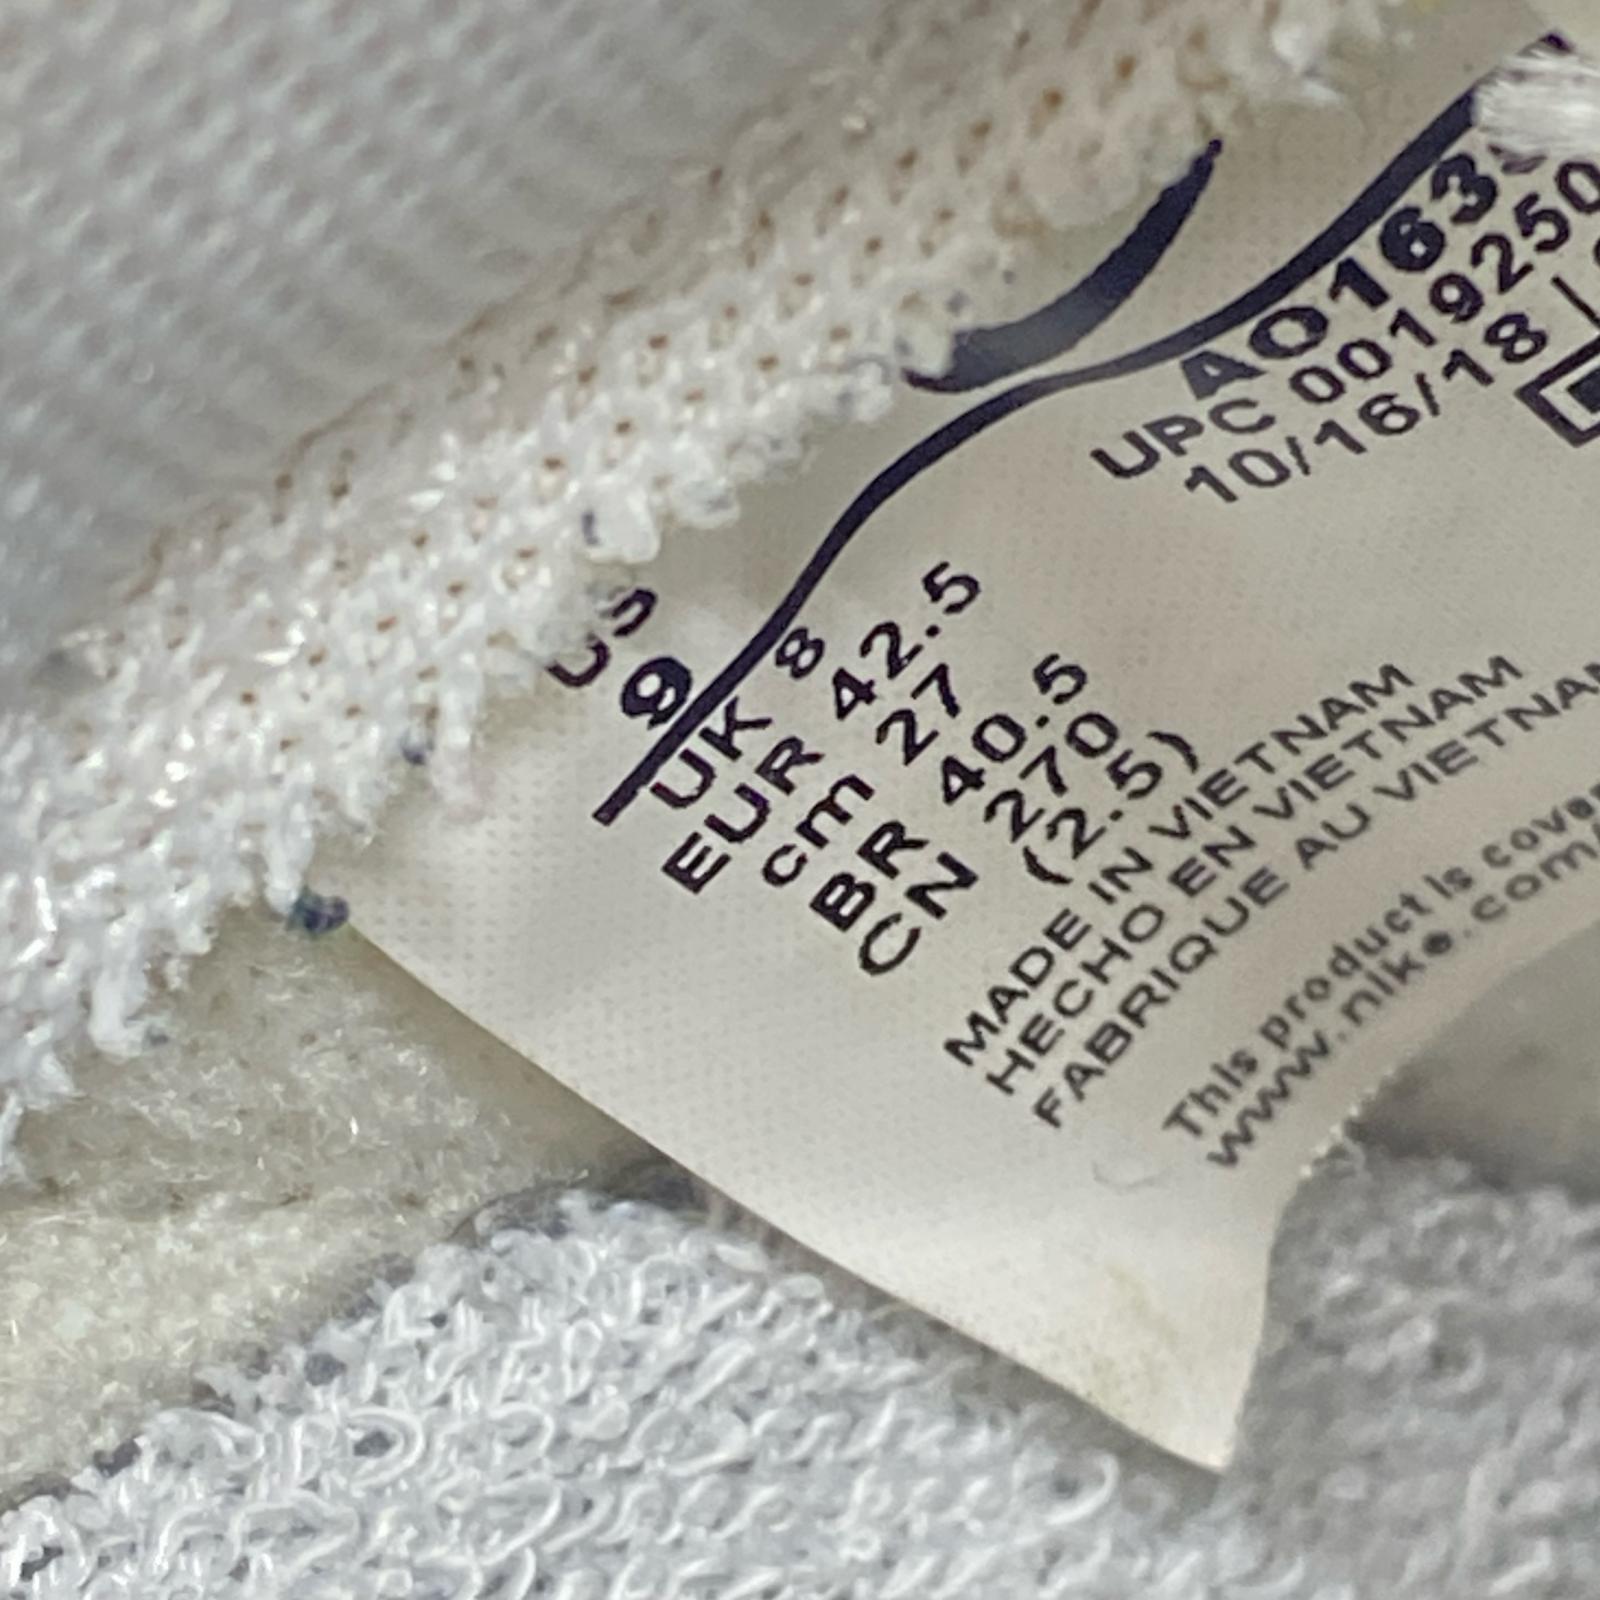 US 9
UK 8
EUR 42.5
cm 27
BR 40.5
CN 270
(2.5)
AO163
UPC 0019250
10/16/18
MADE IN VIETNAM
HECHO EN VIETNAM
FABRIQUE AU VIETNAM
This product is
www.nike.com/